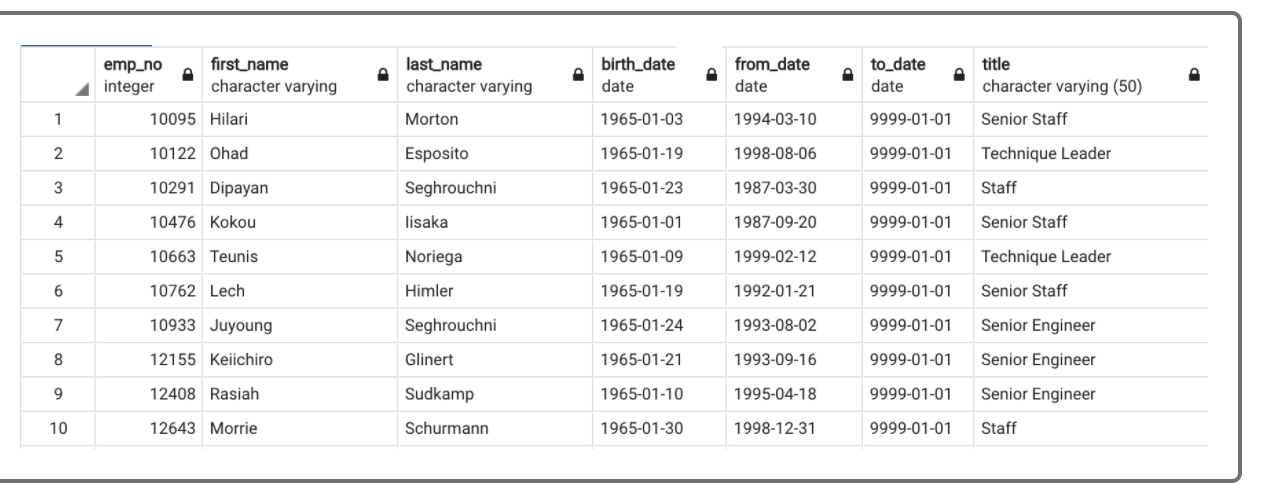 emp_no first_name last_name birth_date from_date to_date title
integer character varying character varying date date date character varying (50)
1 10095 Hilari Morton 1965-01-03 1994-03-10 9999-01-01 Senior Staff
2 10122 Ohad Esposito 1965-01-19 1998-08-06 9999-01-01 Technique Leader
3 10291 Dipayan Seghrouchni 1965-01-23 1987-03-30 9999-01-01 Staff
4 10476 Kokou Iisaka 1965-01-01 1987-09-20 9999-01-01 Senior Staff
5 10663 Teunis Noriega 1965-01-09 1999-02-12 9999-01-01 Technique Leader
6 10762 Lech Himler 1965-01-19 1992-01-21 9999-01-01 Senior Staff
7 10933 Juyoung Seghrouchni 1965-01-24 1993-08-02 9999-01-01 Senior Engineer
8 12155 Keiichiro Glinert 1965-01-21 1993-09-16 9999-01-01 Senior Engineer
9 12408 Rasiah Sudkamp 1965-01-10 1995-04-18 9999-01-01 Senior Engineer
10 12643 Morrie Schurmann 1965-01-30 1998-12-31 9999-01-01 Staff